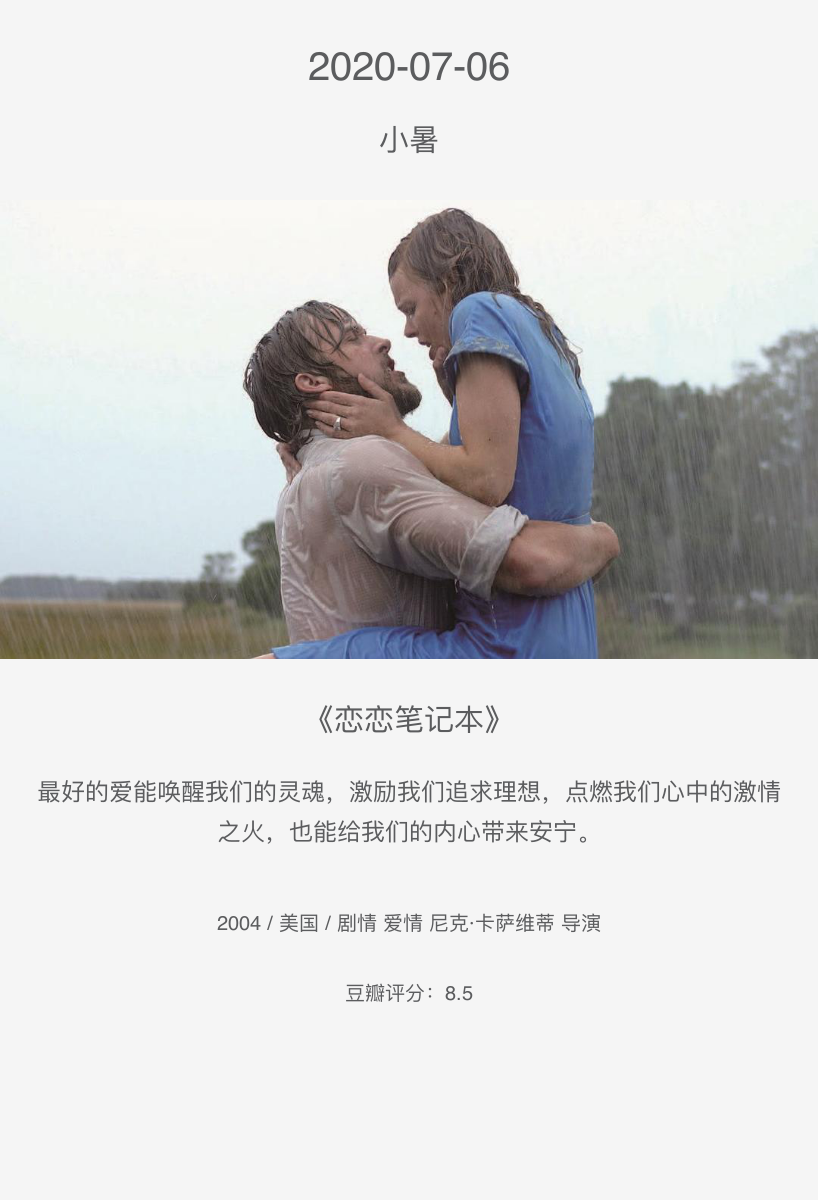 2020-07-06
小暑
《恋恋笔记本》
最好的爱能唤醒我们的灵魂，激励我们追求理想，点燃我们心中的激情
之火，也能给我们的内心带来安宁。
2004 / 美国 / 剧情 爱情 尼克·卡萨维蒂 导演
豆瓣评分：8.5